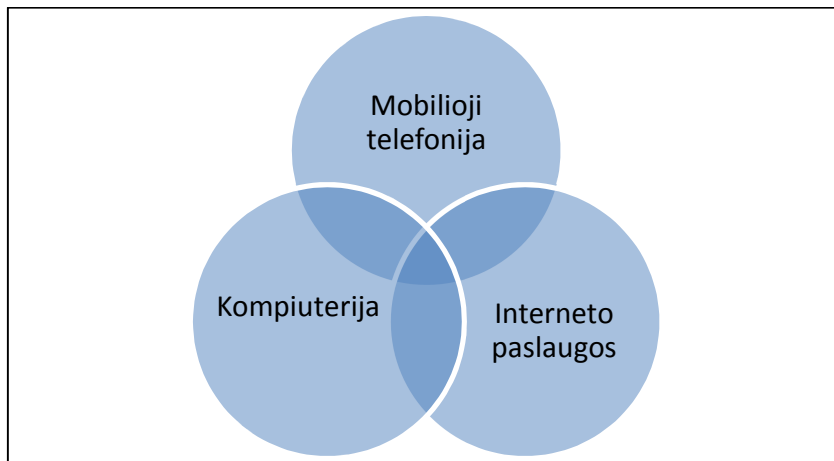 Mobilioji
telefonija
Kompiuterija
Interneto
paslaugos